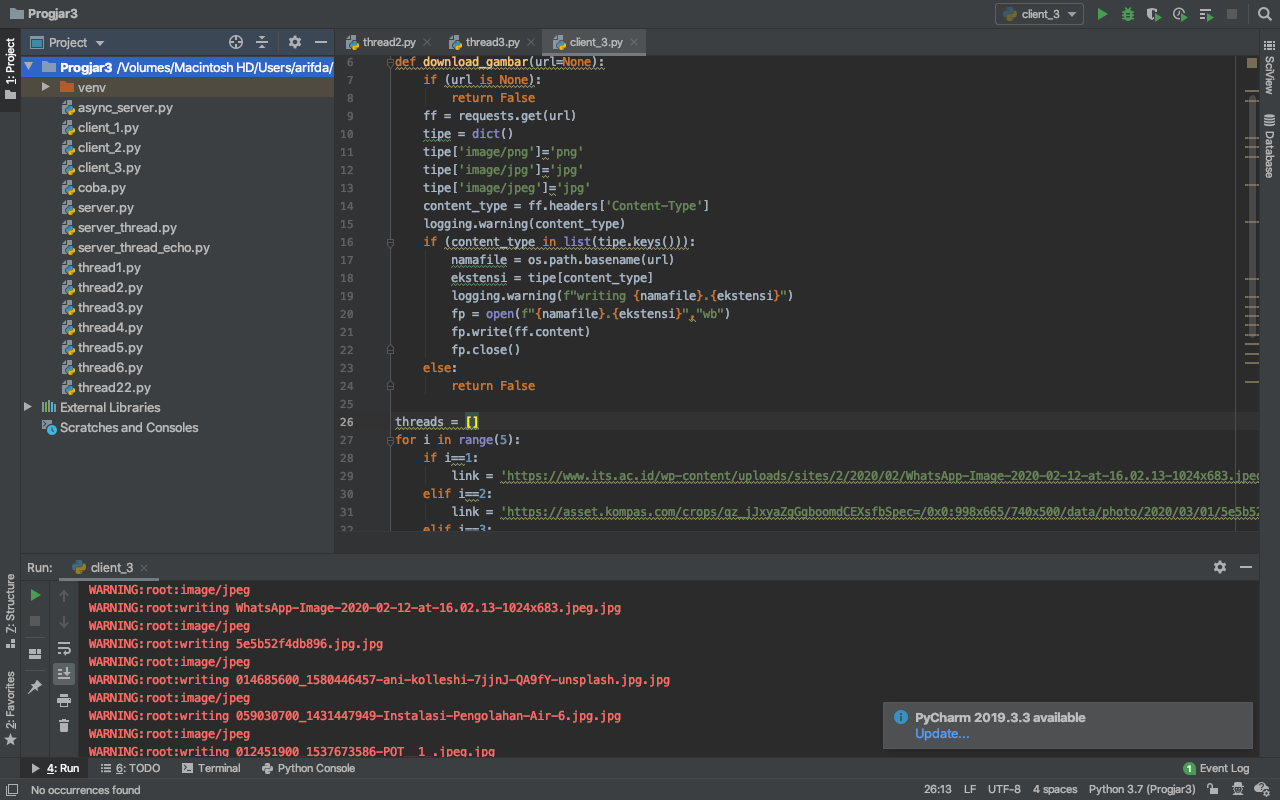 Progjar3
client_3
Project
thread2.py
thread3.py
client_3.py
1: Project
SciView
Database
Progjar3 /Volumes/Macintosh HD/Users/arifda/
venv
async_server.py
client_1.py
client_2.py
client_3.py
coba.py
server.py
server_thread.py
server_thread_echo.py
thread1.py
thread2.py
thread3.py
thread4.py
thread5.py
thread6.py
thread22.py
External Libraries
Scratches and Consoles
6 def download_gambar(url=None):
7 if (url is None):
8 return False
9 ff = requests.get(url)
10 tipe = dict()
11 tipe['image/png']='png'
12 tipe['image/jpg']='jpg'
13 tipe['image/jpeg']='jpg'
14 content_type = ff.headers['Content-Type']
15 logging.warning(content_type)
16 if (content_type in list(tipe.keys())):
17 namafile = os.path.basename(url)
18 ekstensi = tipe[content_type]
19 logging.warning(f"writing {namafile}.{ekstensi}")
20 fp = open(f"{namafile}.{ekstensi}","wb")
21 fp.write(ff.content)
22 fp.close()
23 else:
24 return False
25
26 threads = []
27 for i in range(5):
28 if i==1:
29 link = 'https://www.its.ac.id/wp-content/uploads/sites/2/2020/02/WhatsApp-Image-2020-02-12-at-16.02.13-1024x683.jpeg
30 elif i==2:
31 link = 'https://asset.kompas.com/crops/qz_jJxyaZqGgboomdCEXsfbSpec=/0x0:998x665/740x500/data/photo/2020/03/01/5e5b52
32 elif i==3:
Run:
client_3
WARNING:root:image/jpeg
WARNING:root:writing WhatsApp-Image-2020-02-12-at-16.02.13-1024x683.jpeg.jpg
WARNING:root:image/jpeg
WARNING:root:writing 5e5b52f4db896.jpg.jpg
WARNING:root:image/jpeg
WARNING:root:writing 014685600_1580446457-ani-kolleshi-7jjnJ-QA9fY-unsplash.jpg.jpg
WARNING:root:image/jpeg
WARNING:root:writing 059030700_1431447949-Instalasi-Pengolahan-Air-6.jpg.jpg
WARNING:root:image/jpeg
WARNING:root:writing 012451900_1537673586-POT__1_.jpeg.jpg
Z: Structure
2: Favorites
PyCharm 2019.3.3 available
Update...
4: Run
6: TODO
Terminal
Python Console
1 Event Log
No occurrences found
26:13
LF
UTF-8
4 spaces
Python 3.7 (Progjar3)